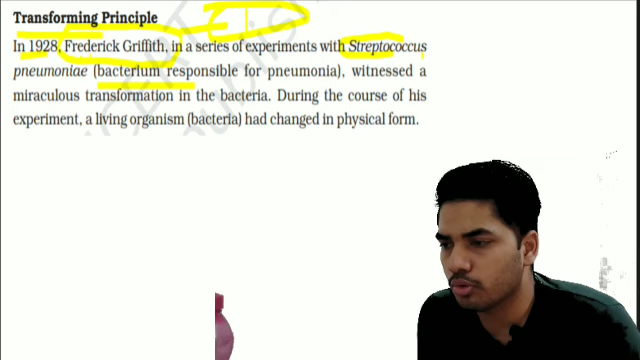 Transforming Principle
In 1928, Frederick Griffith, in a series of experiments with Streptococcus
pneumoniae (bacterium responsible for pneumonia), witnessed a
miraculous transformation in the bacteria. During the course of his
experiment, a living organism (bacteria) had changed in physical form.